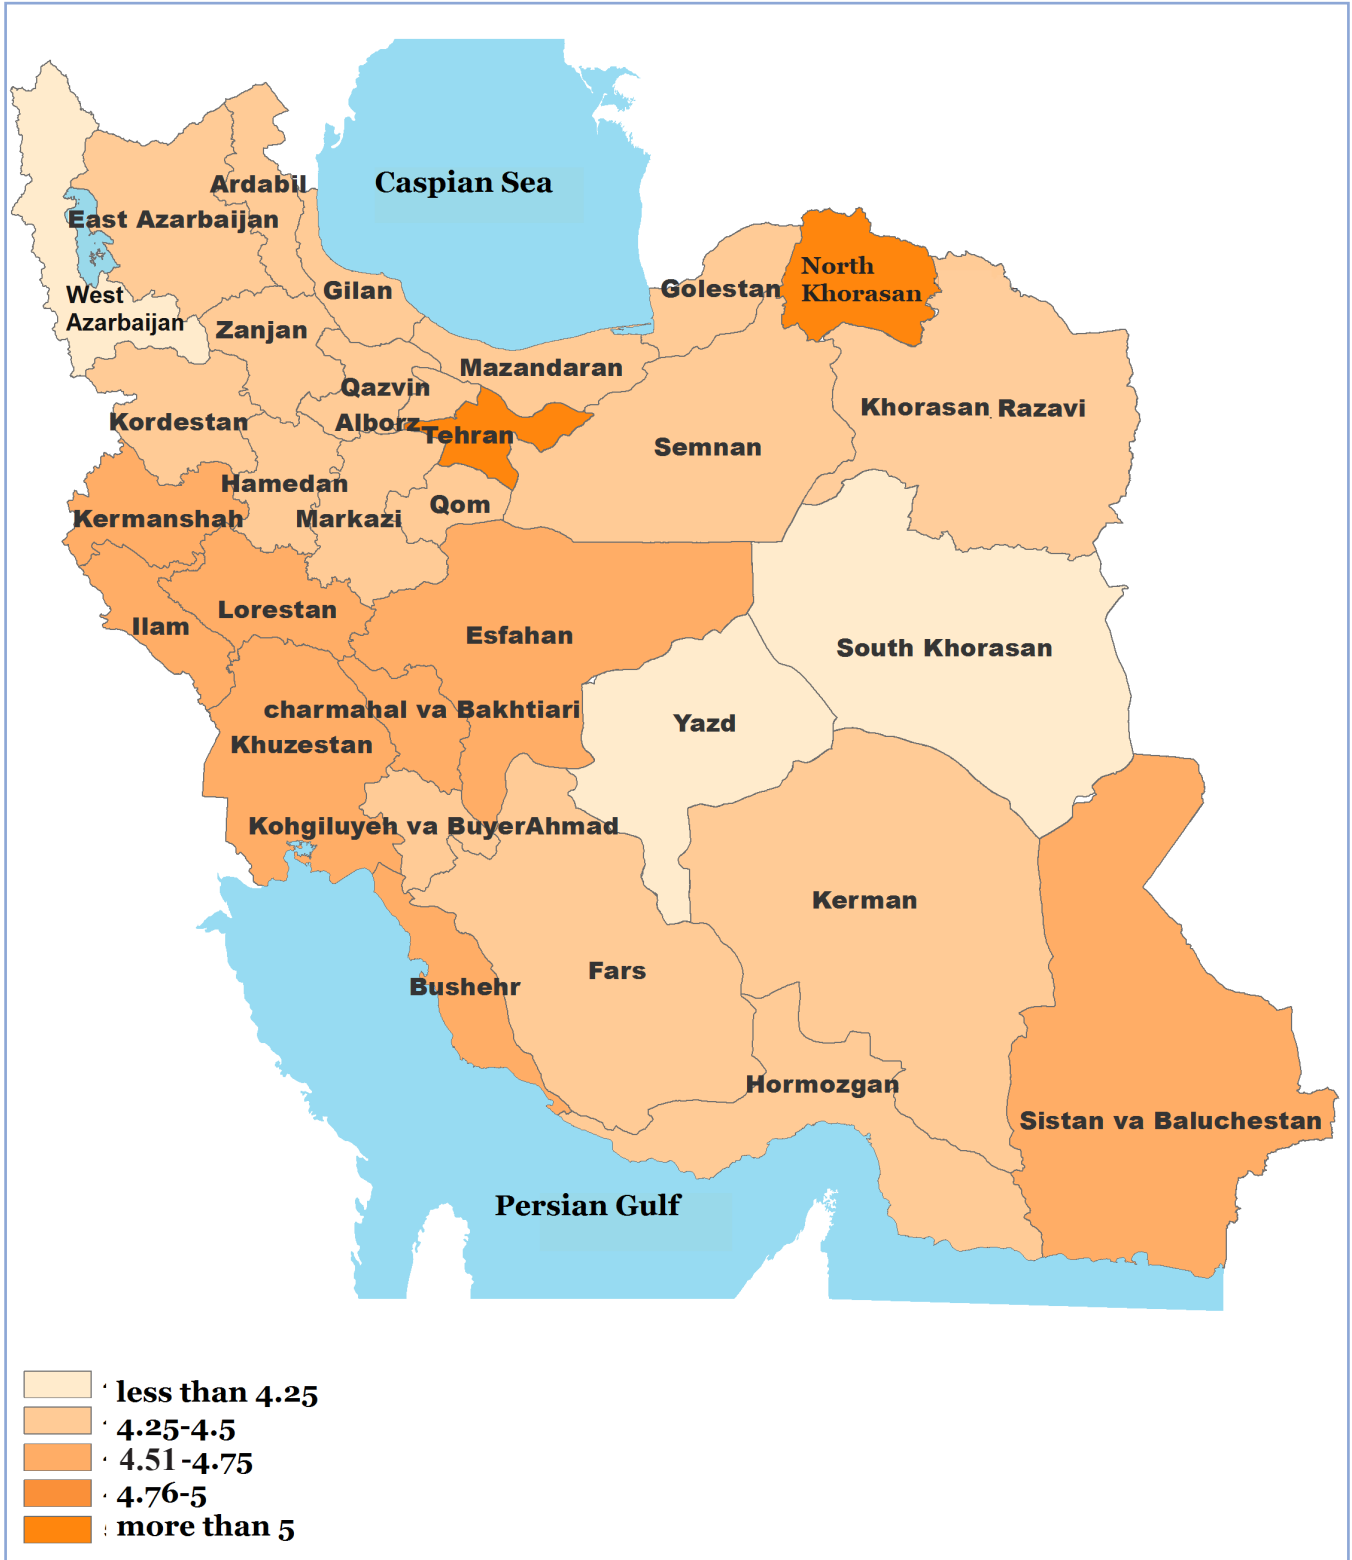 Caspian Sea
Ardabil
East Azarbaijan
North
Khorasan
Golestan
Gilan
West
Azarbaijan
Zanjan
Mazandaran
Qazvin
Khorasan Razavi
Kordestan
Alborz
Tehran
Semnan
Hamedan
Qom
Kermanshah
Markazi
Lorestan
Ilam
Esfahan
South Khorasan
charmahal va Bakhtiari
Yazd
Khuzestan
Kohgiluyeh va BuyerAhmad
Kerman
Fars
Bushehr
Hormozgan
Sistan va Baluchestan
Persian Gulf
less than 4.25
4.25-4.5
4.51-4.75
4.76-5
more than 5